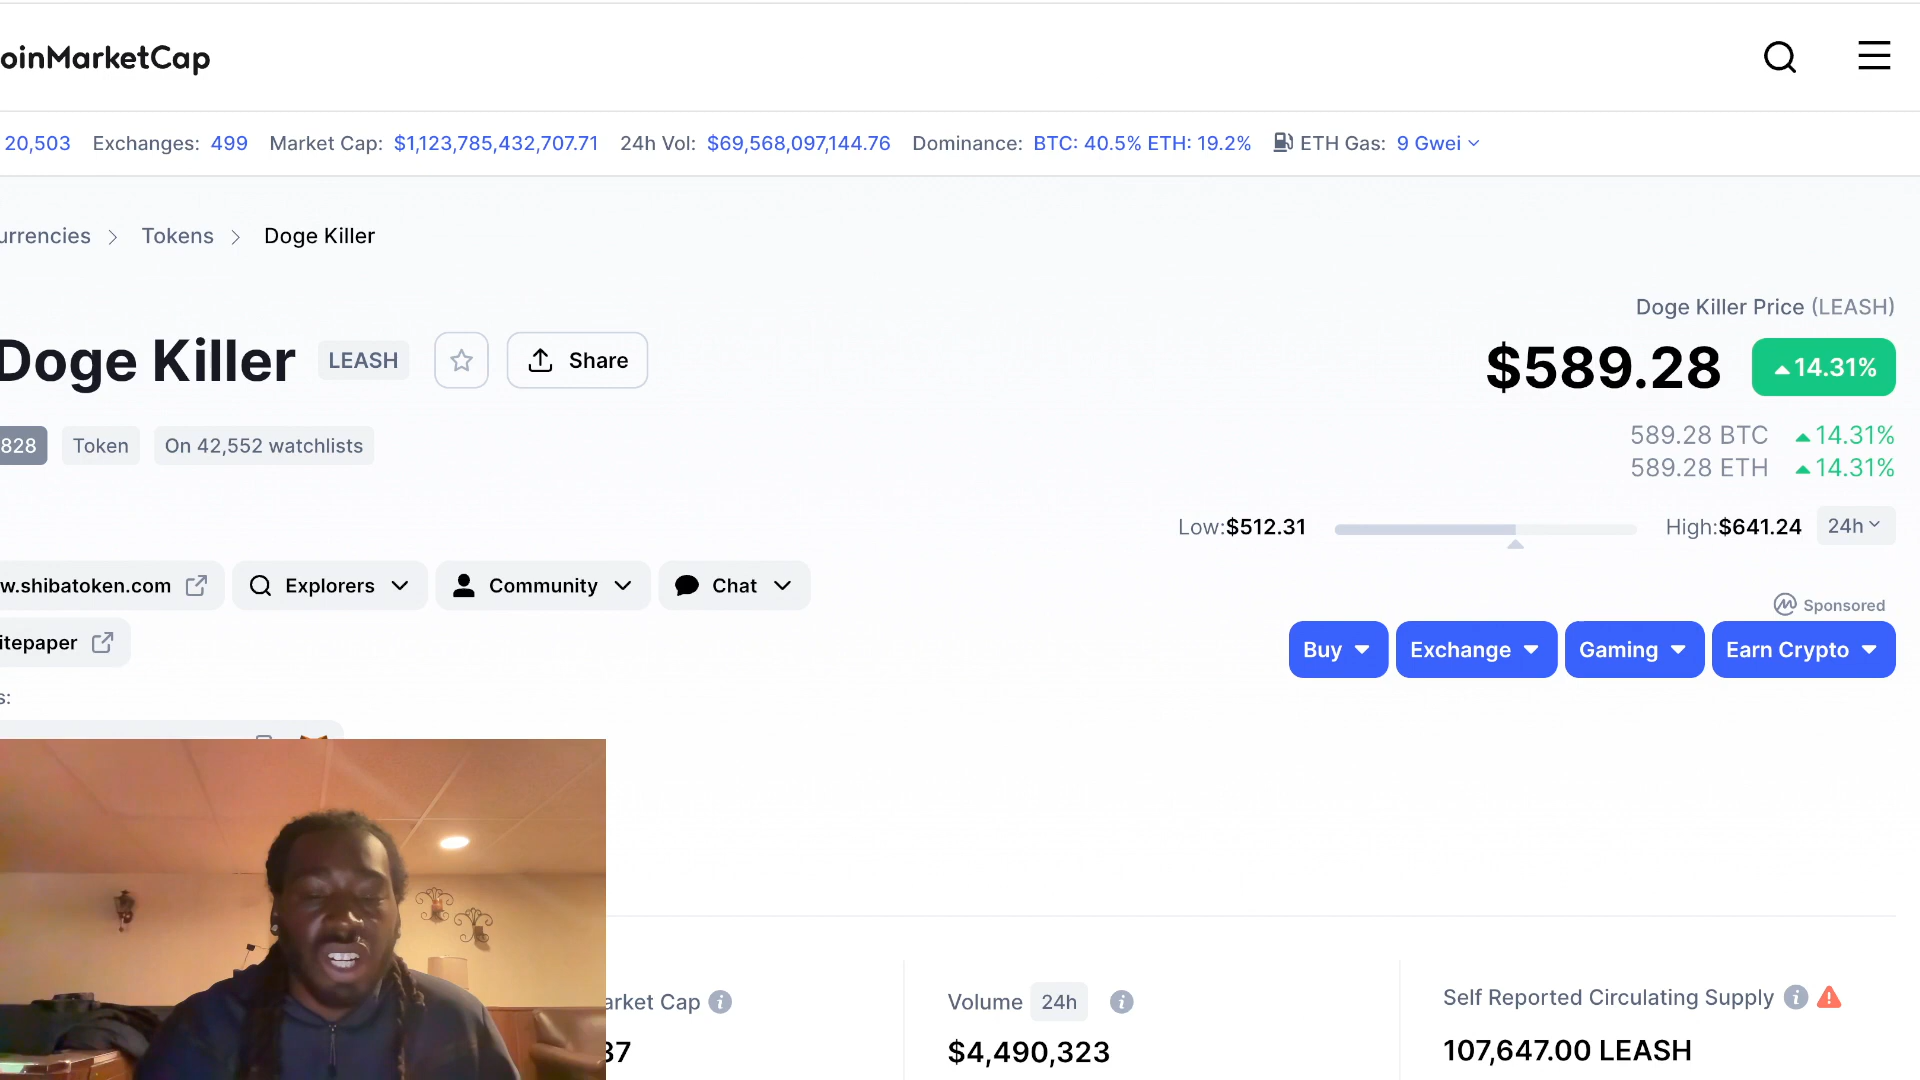 oinMarketCap
20,503 Exchanges: 499 Market Cap: $1,123,785,432,707.71 24h Vol: $69,568,097,144.76 Dominance: BTC: 40.5% ETH: 19.2% ETH Gas: 9 Gwei
urrencies Tokens Doge Killer
Doge Killer Price (LEASH)
Doge Killer LEASH Share
$589.28 14.31%
828 Token On 42,552 watchlists
589.28 BTC 14.31%
589.28 ETH 14.31%
Low:$512.31 High:$641.24 24h
w.shibatoken.com Explorers Community Chat
Sponsored
itepaper
Buy Exchange Gaming Earn Crypto
s:
arket Cap Volume 24h Self Reported Circulating Supply
37 $4,490,323 107,647.00 LEASH